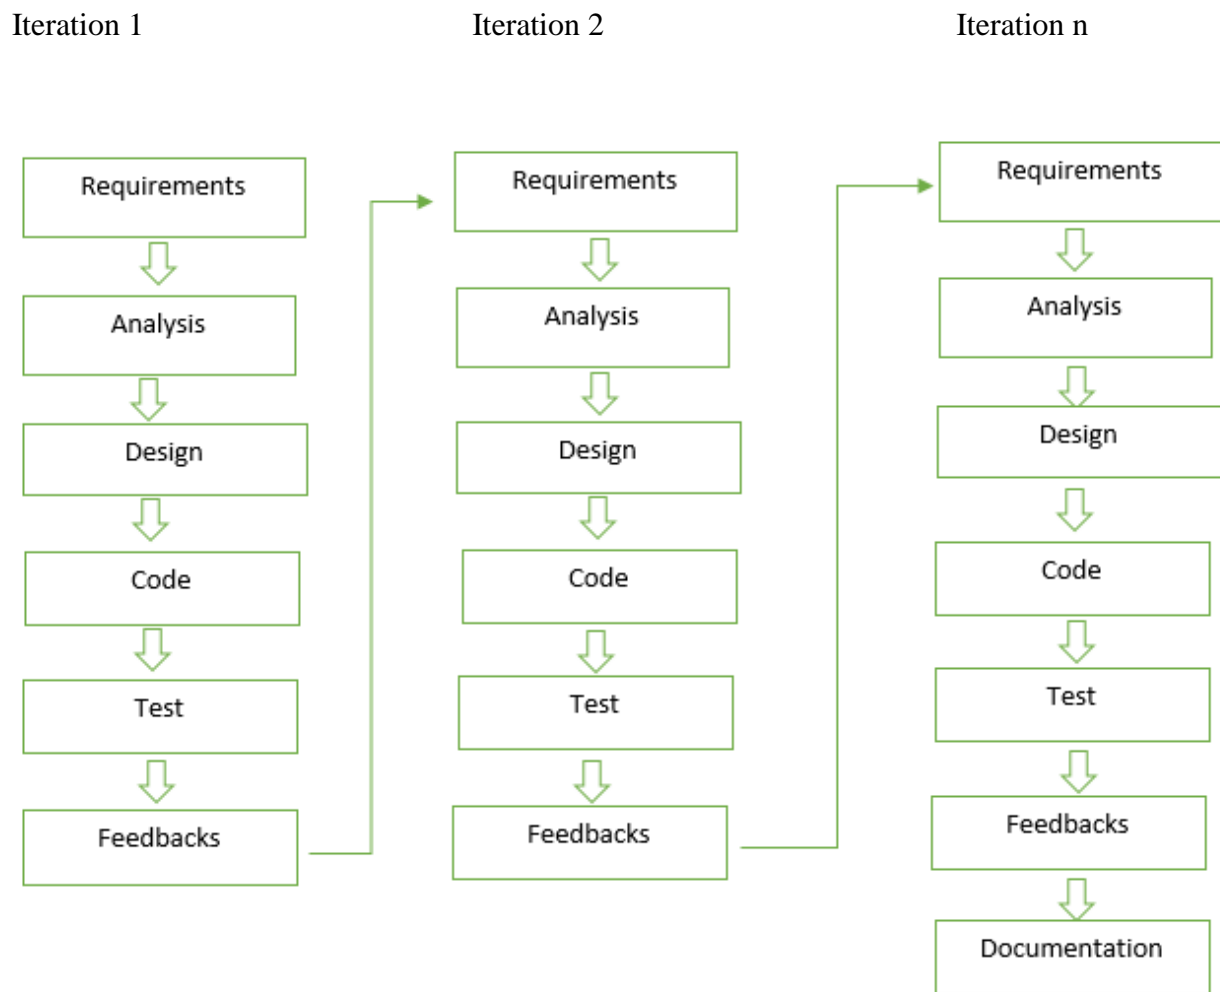 Iteration 1
Iteration 2
Iteration n
Requirements
Analysis
Design
Code
Test
Feedbacks
Requirements
Analysis
Design
Code
Test
Feedbacks
Requirements
Analysis
Design
Code
Test
Feedbacks
Documentation